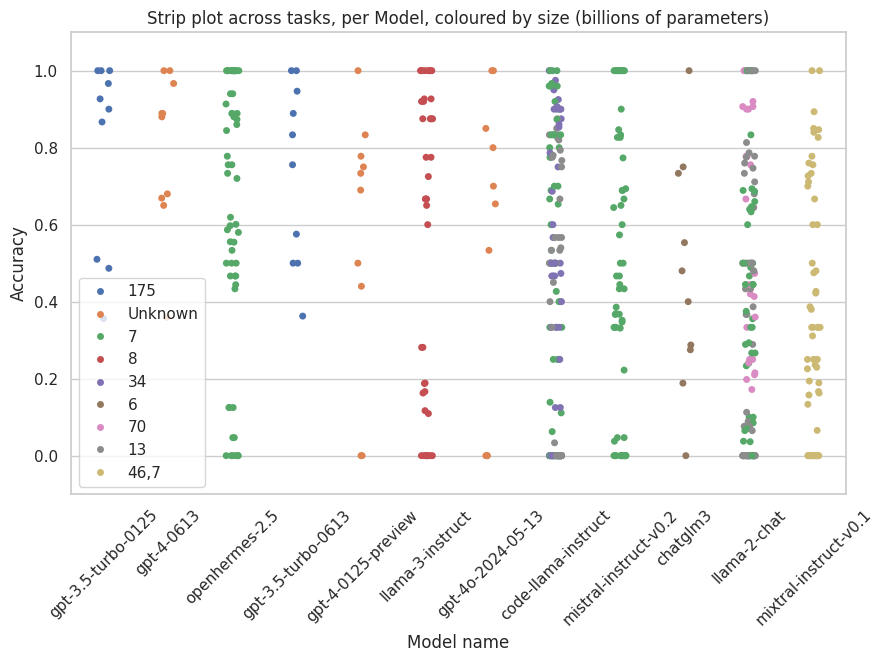 Strip plot across tasks, per Model, coloured by size (billions of parameters)
Accuracy
1.0
0.8
0.6
0.4
0.2
0.0
175
Unknown
7
8
34
6
70
13
46,7
gpt-3.5-turbo-0125
gpt-4-0613
openhermes-2.5
gpt-3.5-turbo-0613
gpt-4-0125-preview
llama-3-instruct
gpt-4o-2024-05-13
code-llama-instruct
mistral-instruct-v0.2
chatglm3
llama-2-chat
mixtral-instruct-v0.1
Model name